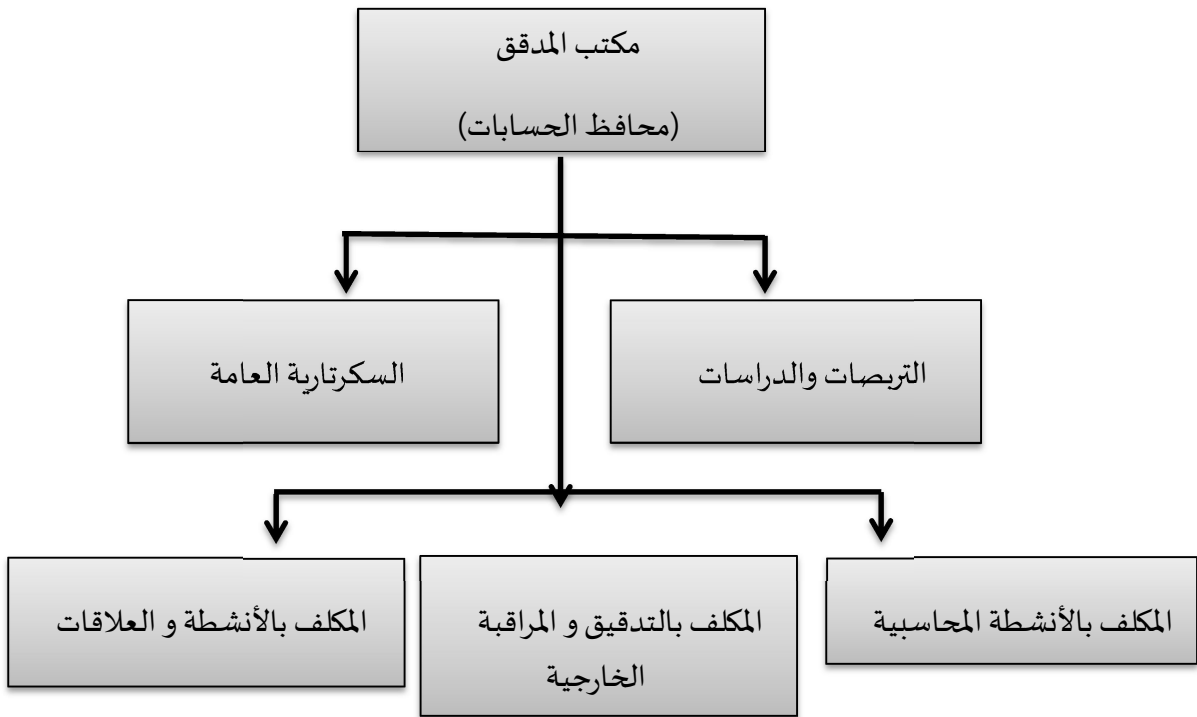 مكتب المدقق
(محافظ الحسابات)
التربصات والدراسات
السكرتارية العامة
المكلف بالأنشطة المحاسبية
المكلف بالتدقيق و المراقبة
الخارجية
المكلف بالأنشطة و العلاقات